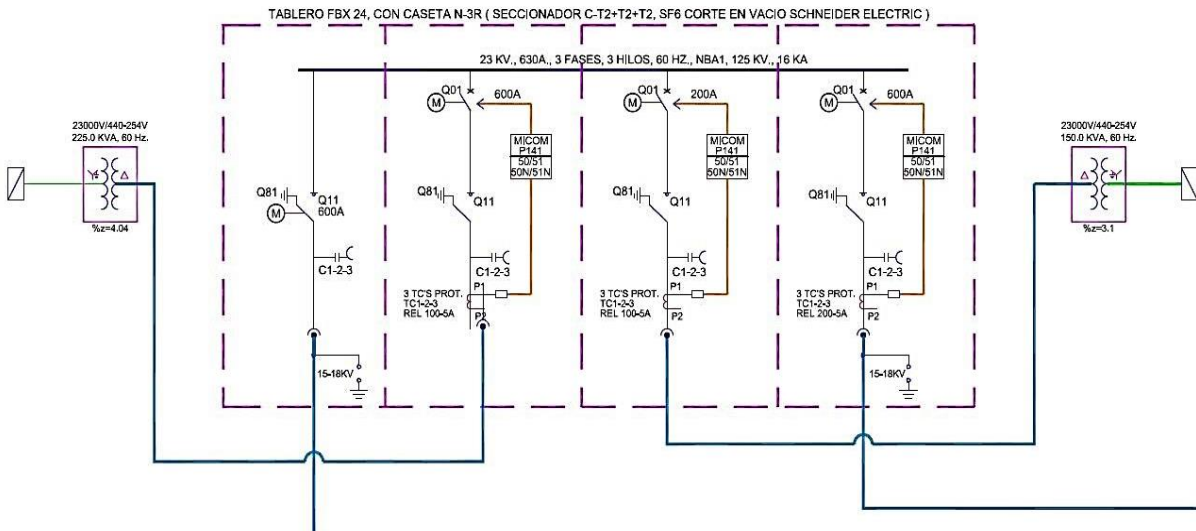 TABLERO FBX 24, CON CASETA N-3R ( SECCIONADOR C-T2+T2+T2, SF6 CORTE EN VACIO SCHNEIDER ELECTRIC )
23 KV., 630A., 3 FASES, 3 HILOS, 60 HZ., NBA1, 125 KV., 16 KA
23000V/440-254V
225.0 KVA, 60 Hz.
%z=4.04
Q81
Q11
600A
M
C1-2-3
15-18KV
Q01
M
600A
MICOM
P141
50/51
50N/51N
Q81
Q11
C1-2-3
3 TC'S PROT.
TC1-2-3
REL 100-5A
P1
P2
Q01
M
200A
MICOM
P141
50/51
50N/51N
Q81
Q11
C1-2-3
3 TC'S PROT.
TC1-2-3
REL 100-5A
P1
P2
Q01
M
600A
MICOM
P141
50/51
50N/51N
Q81
Q11
C1-2-3
3 TC'S PROT.
TC1-2-3
REL 200-5A
P1
P2
15-18KV
23000V/440-254V
150.0 KVA, 60 Hz.
%z=3.1